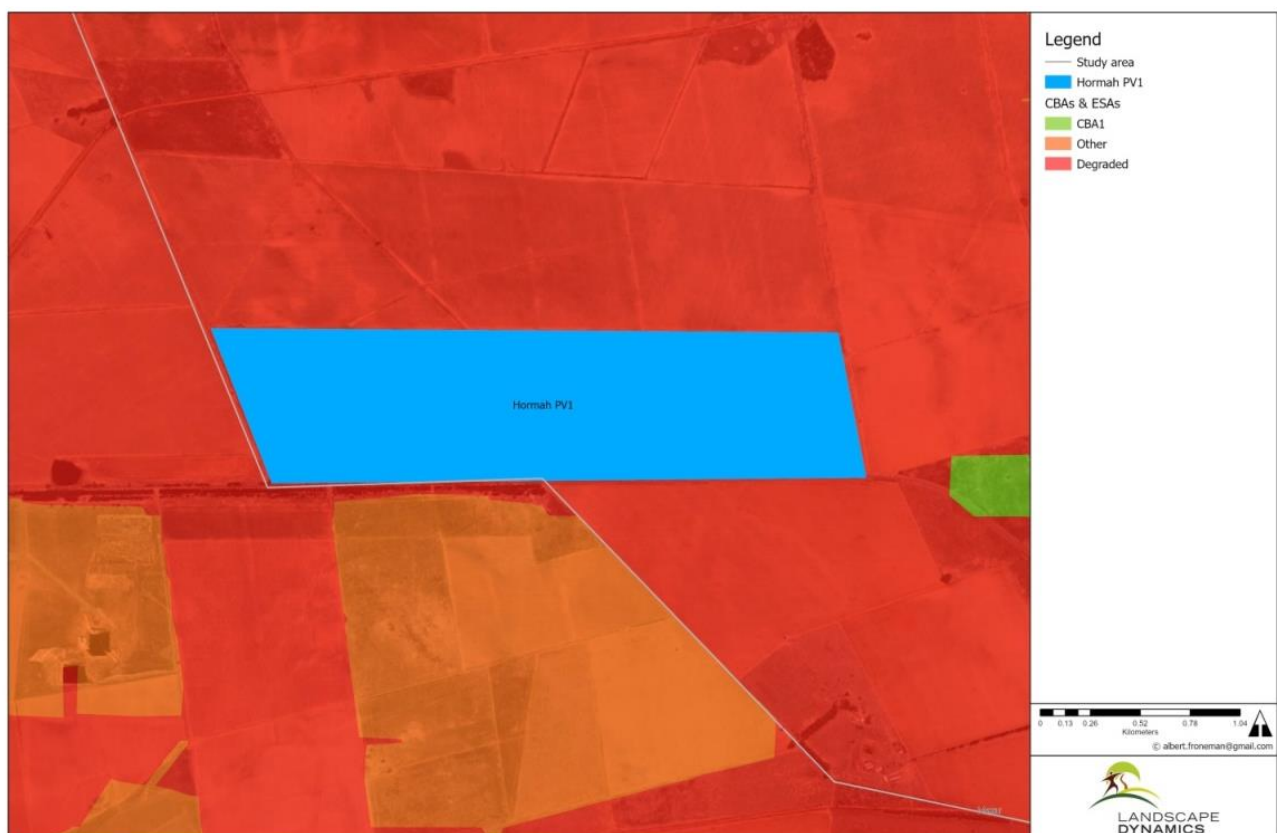 Legend
Study area
Hormah PV1
CBAs & ESAs
CBA1
Other
Degraded
Hormah PV1
0 0.13 0.26 0.52 0.78 1.04
Kilometers
© albert.froneman@gmail.com
LANDSCAPE
DYNAMICS